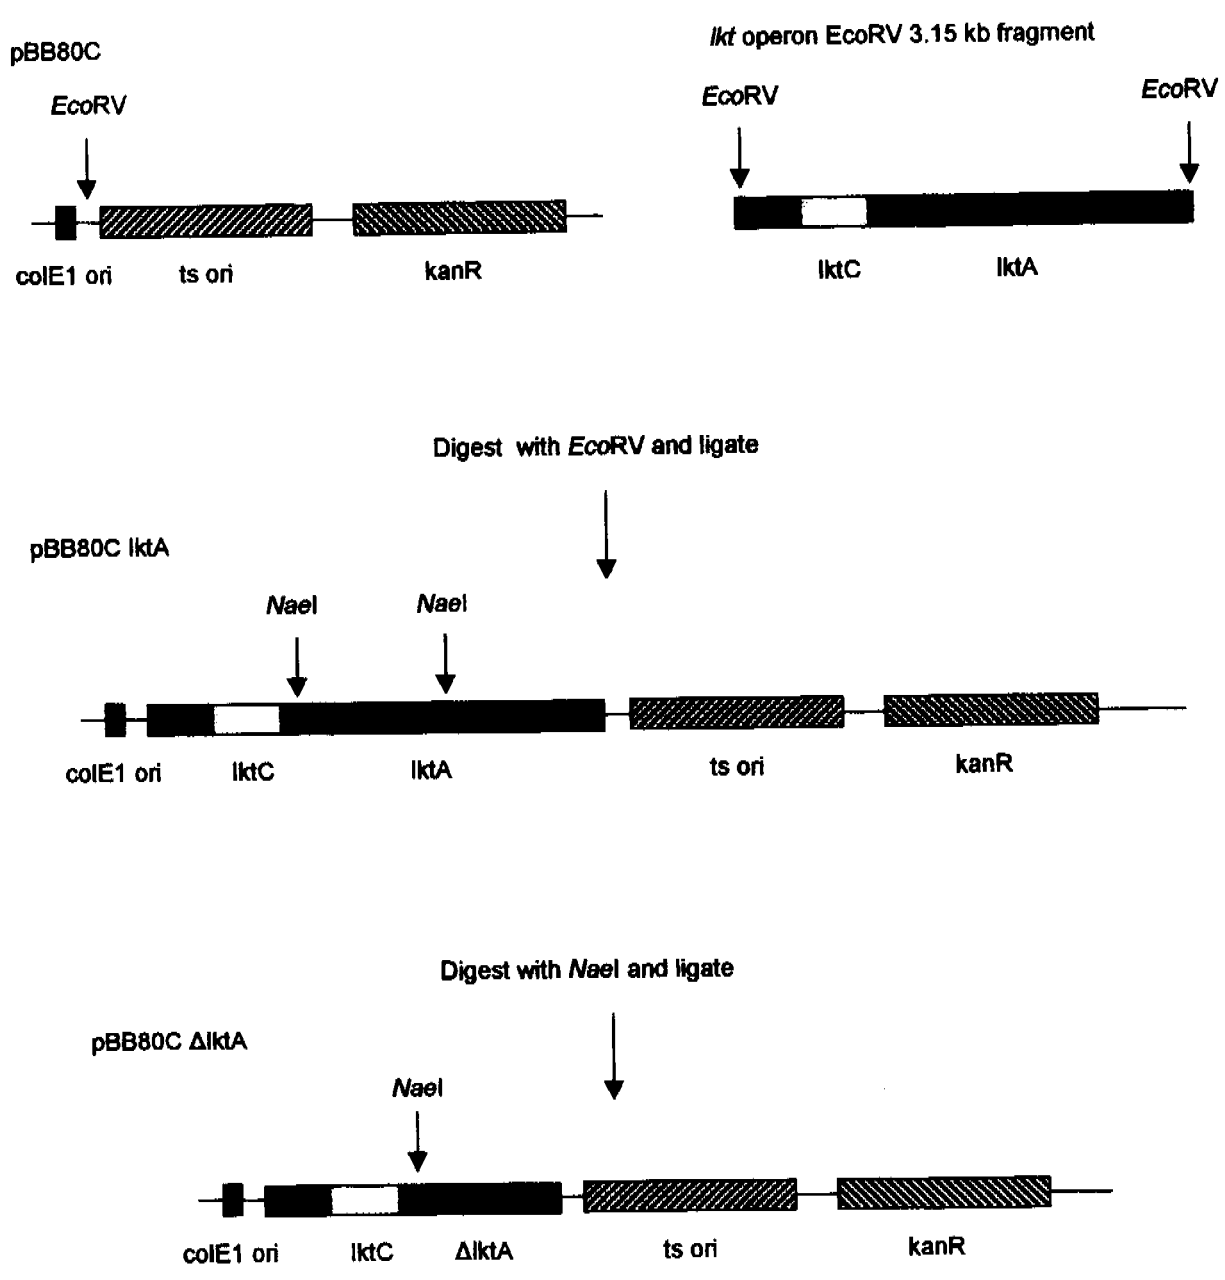 pBB80C
lkt operon EcoRV 3.15 kb fragment
EcoRV
EcoRV
EcoRV
colE1 ori
ts ori
kanR
lktC
lktA
Digest with EcoRV and ligate
pBB80C lktA
NaeI
NaeI
colE1 ori
lktC
lktA
ts ori
kanR
Digest with NaeI and ligate
pBB80C ΔlktA
NaeI
colE1 ori
lktC
ΔlktA
ts ori
kanR